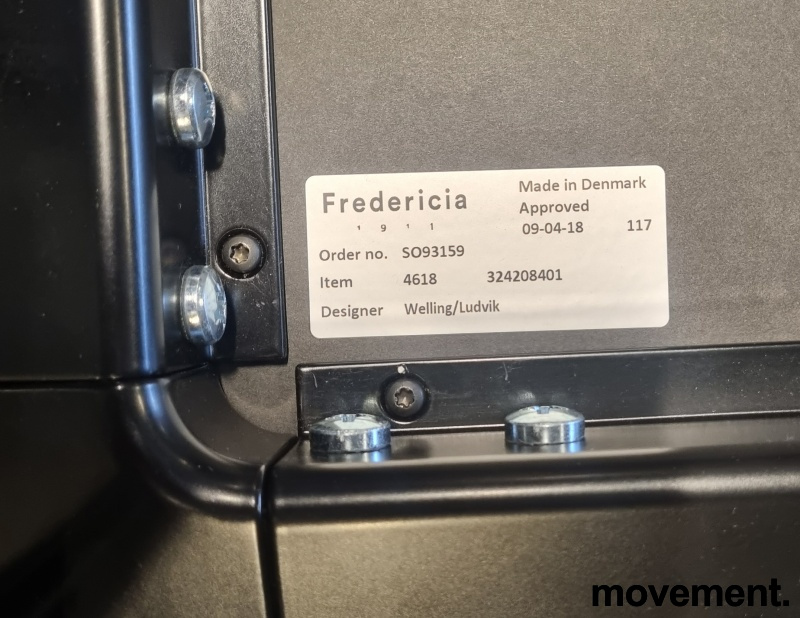 Fredericia
1 9 1 1
Made in Denmark
Approved
09-04-18 117
Order no. SO93159
Item 4618 324208401
Designer Welling/Ludvik
movement.